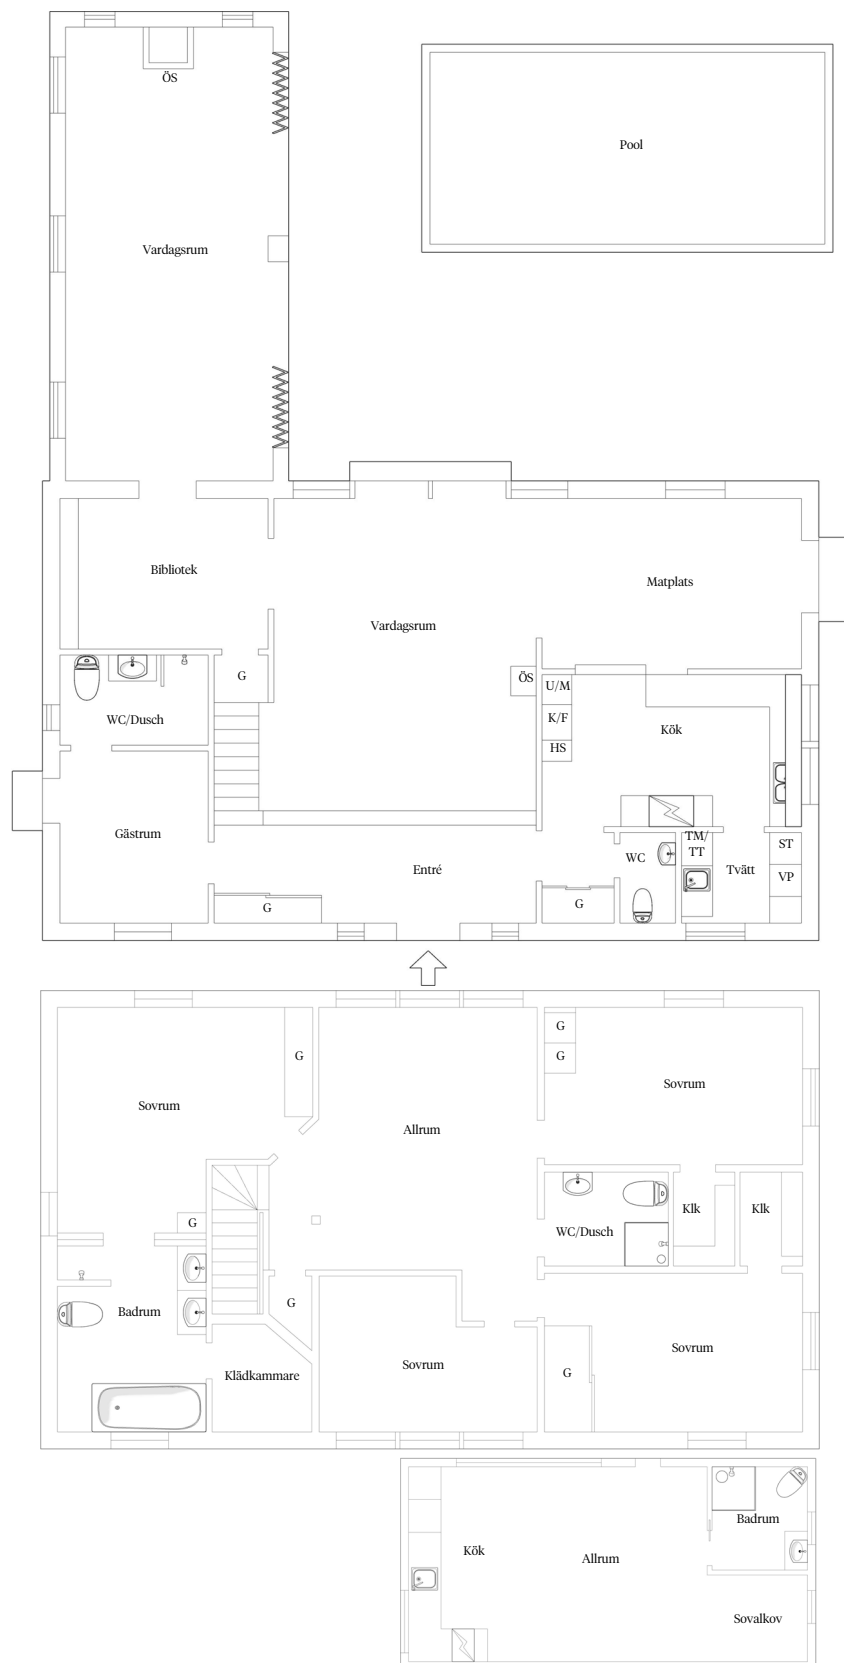 ÖS
Pool
Vardagsrum
Bibliotek
Matplats
Vardagsrum
G
ÖS
U/M
WC/Dusch
K/F
Kök
HS
Gästrum
TM/
TT
ST
WC
Entré
Tvätt
VP
G
G
G
G
G
Sovrum
Sovrum
Allrum
G
Klk
Klk
WC/Dusch
G
Badrum
Sovrum
Sovrum
G
Klädkammare
Badrum
Kök
Allrum
Sovalkov